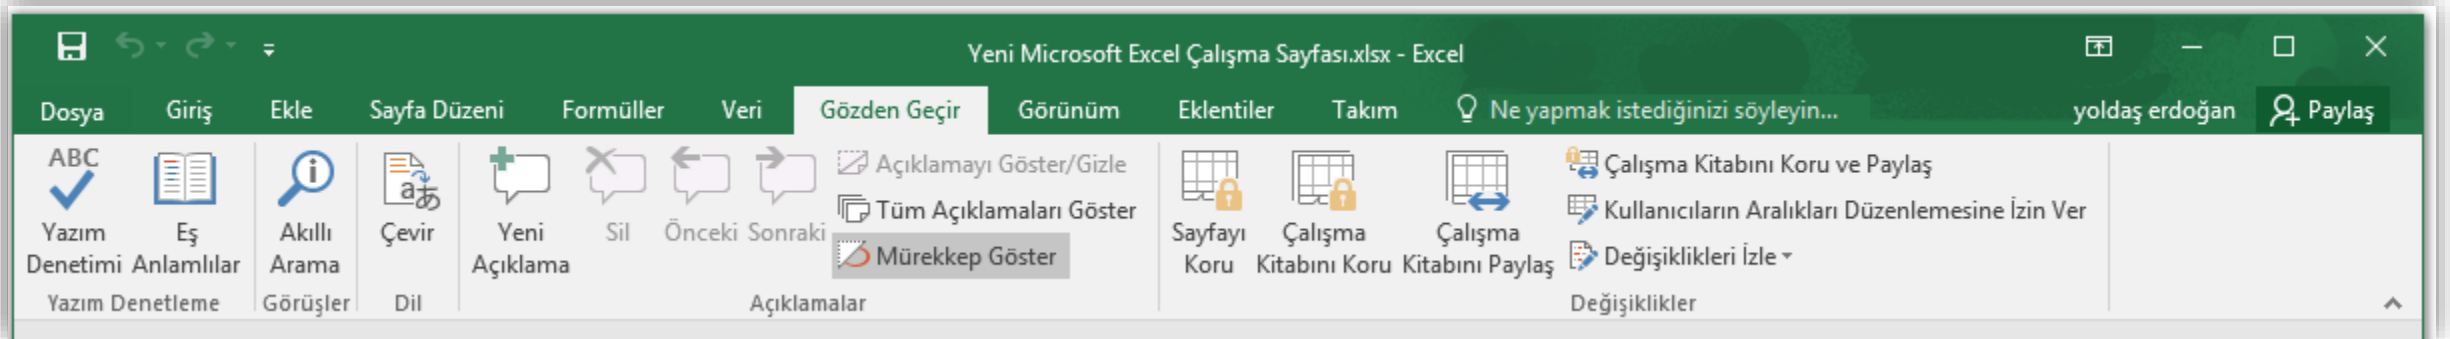 Yeni Microsoft Excel Çalışma Sayfası.xlsx - Excel
Dosya Giriş Ekle Sayfa Düzeni Formüller Veri Gözden Geçir Görünüm Eklentiler Takım Ne yapmak istediğinizi söyleyin... yoldaş erdoğan Paylaş
ABC
Yazım Denetimi
Eş Anlamlılar
Yazım Denetleme
Akıllı Arama
Görüşler
aあ
Çevir
Dil
Yeni Açıklama
Sil
Önceki
Sonraki
Açıklamayı Göster/Gizle
Tüm Açıklamaları Göster
Mürekkep Göster
Açıklamalar
Sayfayı Koru
Çalışma Kitabını Koru
Çalışma Kitabını Paylaş
Çalışma Kitabını Koru ve Paylaş
Kullanıcıların Aralıkları Düzenlemesine İzin Ver
Değişiklikleri İzle
Değişiklikler